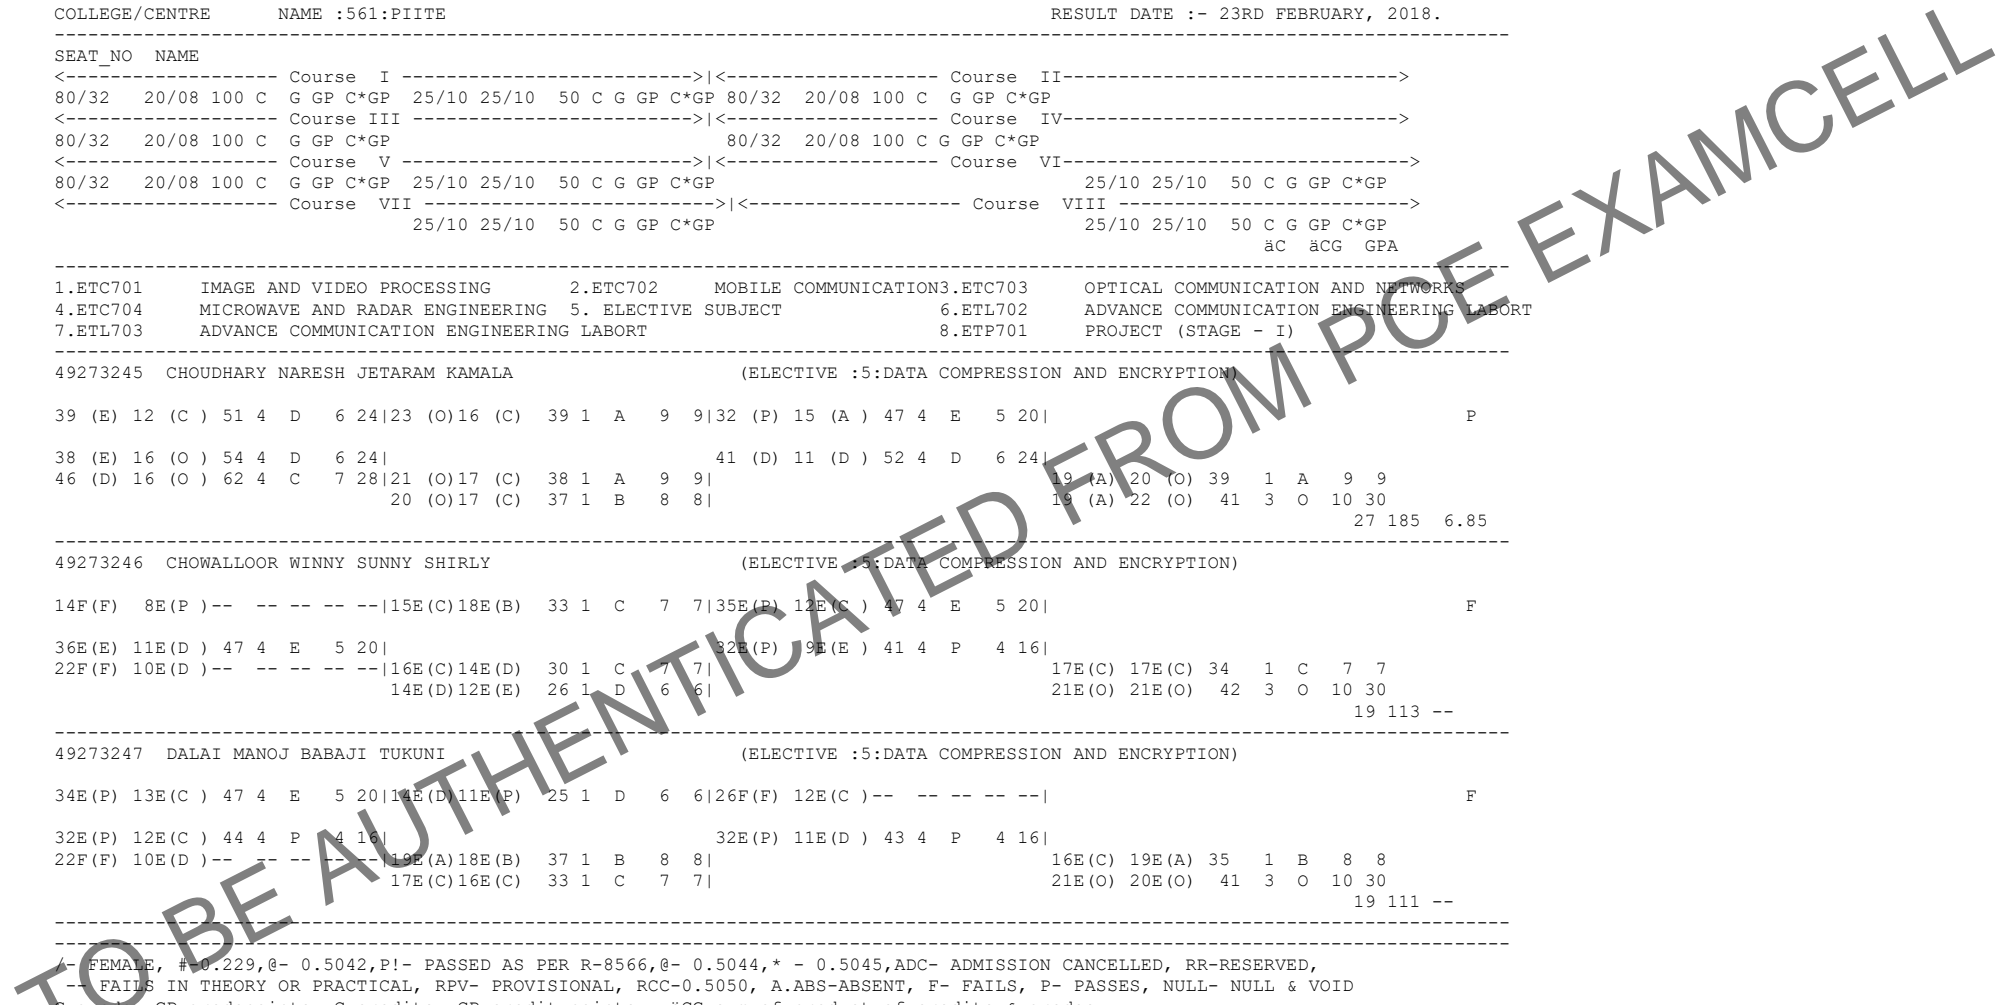 COLLEGE/CENTRE NAME :561:PIITE RESULT DATE :- 23RD FEBRUARY, 2018.
SEAT_NO NAME
<------------------- Course I -------------------------->|<------------------- Course II------------------------------>
80/32 20/08 100 C G GP C*GP 25/10 25/10 50 C G GP C*GP 80/32 20/08 100 C G GP C*GP
<------------------- Course III ------------------------->|<------------------- Course IV------------------------------>
80/32 20/08 100 C G GP C*GP 80/32 20/08 100 C G GP C*GP
<------------------- Course V -------------------------->|<------------------- Course VI------------------------------->
80/32 20/08 100 C G GP C*GP 25/10 25/10 50 C G GP C*GP 25/10 25/10 50 C G GP C*GP
<------------------- Course VII -------------------------->|<------------------- Course VIII -------------------------->
25/10 25/10 50 C G GP C*GP 25/10 25/10 50 C G GP C*GP
äC äCG GPA
1.ETC701 IMAGE AND VIDEO PROCESSING 2.ETC702 MOBILE COMMUNICATION3.ETC703 OPTICAL COMMUNICATION AND NETWORKS
4.ETC704 MICROWAVE AND RADAR ENGINEERING 5. ELECTIVE SUBJECT 6.ETL702 ADVANCE COMMUNICATION ENGINEERING LABORT
7.ETL703 ADVANCE COMMUNICATION ENGINEERING LABORT 8.ETP701 PROJECT (STAGE - I)
49273245 CHOUDHARY NARESH JETARAM KAMALA (ELECTIVE :5:DATA COMPRESSION AND ENCRYPTION)
39 (E) 12 (C ) 51 4 D 6 24|23 (O)16 (C) 39 1 A 9 9|32 (P) 15 (A ) 47 4 E 5 20| P
38 (E) 16 (O ) 54 4 D 6 24| 41 (D) 11 (D ) 52 4 D 6 24|
46 (D) 16 (O ) 62 4 C 7 28|21 (O)17 (C) 38 1 A 9 9| 19 (A) 20 (O) 39 1 A 9 9
20 (O)17 (C) 37 1 B 8 8| 19 (A) 22 (O) 41 3 O 10 30
27 185 6.85
49273246 CHOWALLOOR WINNY SUNNY SHIRLY (ELECTIVE :5:DATA COMPRESSION AND ENCRYPTION)
14F(F) 8E(P )-- -- -- -- --|15E(C)18E(B) 33 1 C 7 7|35E(P) 12E(C ) 47 4 E 5 20| F
36E(E) 11E(D ) 47 4 E 5 20| 32E(P) 9E(E ) 41 4 P 4 16|
22F(F) 10E(D )-- -- -- -- --|16E(C)14E(D) 30 1 C 7 7| 17E(C) 17E(C) 34 1 C 7 7
14E(D)12E(E) 26 1 D 6 6| 21E(O) 21E(O) 42 3 O 10 30
19 113 --
49273247 DALAI MANOJ BABAJI TUKUNI (ELECTIVE :5:DATA COMPRESSION AND ENCRYPTION)
34E(P) 13E(C ) 47 4 E 5 20|14E(D)11E(P) 25 1 D 6 6|26F(F) 12E(C )-- -- -- -- --| F
32E(P) 12E(C ) 44 4 P 4 16| 32E(P) 11E(D ) 43 4 P 4 16|
22F(F) 10E(D )-- -- -- -- --|19E(A)18E(B) 37 1 B 8 8| 16E(C) 19E(A) 35 1 B 8 8
17E(C)16E(C) 33 1 C 7 7| 21E(O) 20E(O) 41 3 O 10 30
19 111 --
/- FEMALE, #-0.229,@- 0.5042,P!- PASSED AS PER R-8566,@- 0.5044,* - 0.5045,ADC- ADMISSION CANCELLED, RR-RESERVED,
-- FAILS IN THEORY OR PRACTICAL, RPV- PROVISIONAL, RCC-0.5050, A.ABS-ABSENT, F- FAILS, P- PASSES, NULL- NULL & VOID
TO BE AUTHENTICATED FROM PCE EXAMCELL